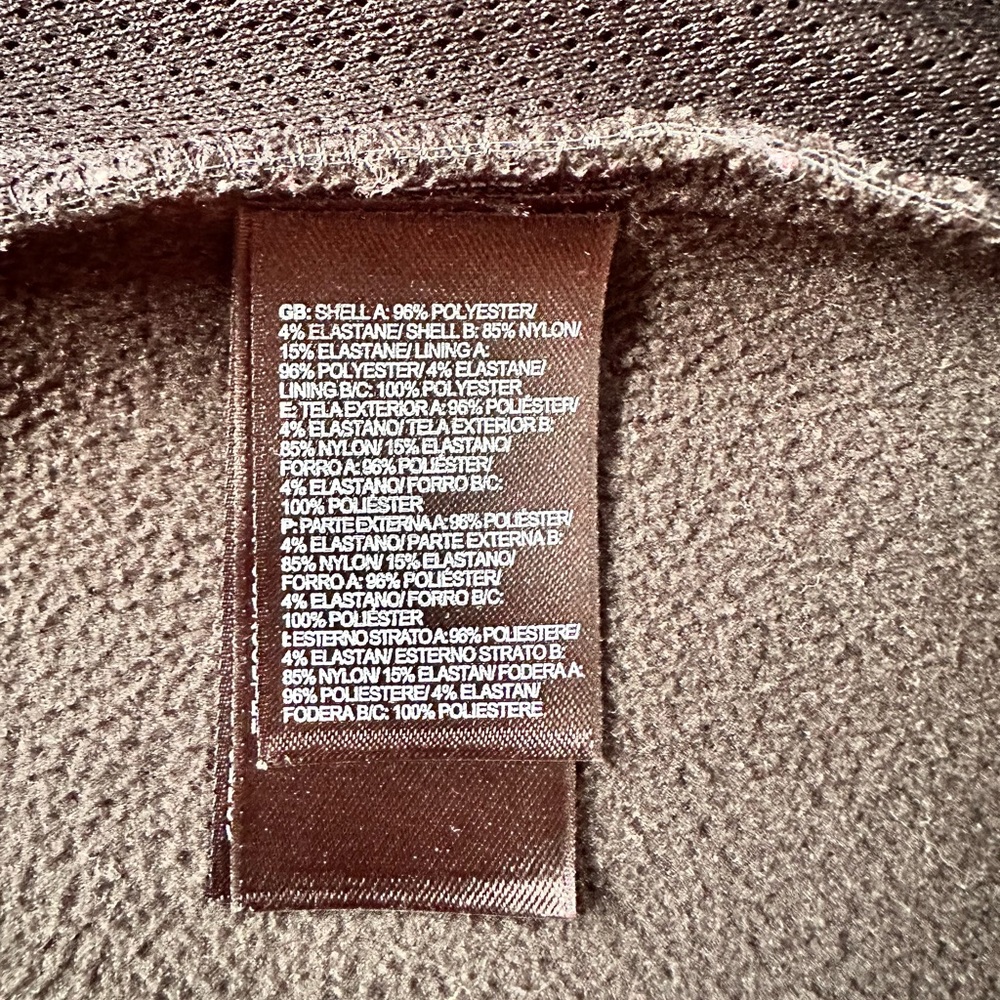 GB: SHELL A: 96% POLYESTER/
4% ELASTANE/ SHELL B: 85% NYLON/
15% ELASTANE/ LINING A:
96% POLYESTER/ 4% ELASTANE/
LINING B/C: 100% POLYESTER
E: TELA EXTERIOR A: 96% POLIÉSTER/
4% ELASTANO/ TELA EXTERIOR B:
85% NYLON/ 15% ELASTANO/
FORRO A: 96% POLIÉSTER/
4% ELASTANO/ FORRO B/C:
100% POLIÉSTER
P: PARTE EXTERNA A: 96% POLIÉSTER/
4% ELASTANO/ PARTE EXTERNA B:
85% NYLON/ 15% ELASTANO/
FORRO A: 96% POLIÉSTER/
4% ELASTANO/ FORRO B/C:
100% POLIÉSTER
I: ESTERNO STRATO A: 96% POLIESTERE/
4% ELASTAN/ ESTERNO STRATO B:
85% NYLON/ 15% ELASTAN/ FODERA A:
96% POLIESTERE/ 4% ELASTAN/
FODERA B/C: 100% POLIESTERE